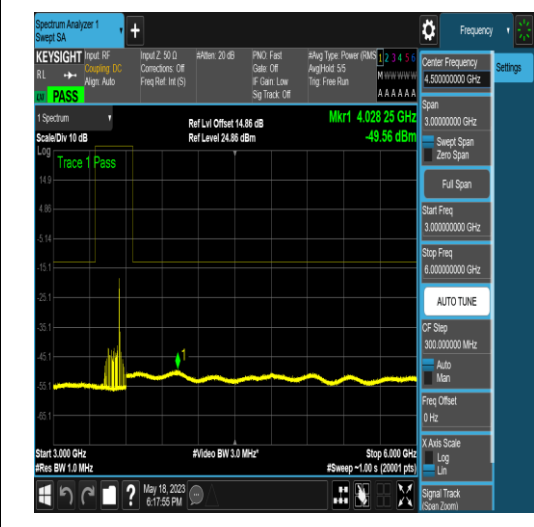 Spectrum Analyzer 1
Swept SA
Frequency
KEYSIGHT
RL
PASS
Input: RF
Coupling: DC
Align: Auto
Input Z: 50 Ω
Corrections: Off
Freq Ref: Int (S)
#Atten: 20 dB
PNO: Fast
Gate: Off
IF Gain: Low
Sig Track: Off
#Avg Type: Power (RMS
Avg|Hold: 5/5
Trig: Free Run
1 2 3 4 5 6
M W W W W W
A A A A A A
1 Spectrum
Scale/Div 10 dB
Ref Lvl Offset 14.86 dB
Ref Level 24.86 dBm
Mkr1 4.028 25 GHz
-49.56 dBm
Log
Trace 1 Pass
14.9
4.86
-5.14
-15.1
-25.1
-35.1
-45.1
-55.1
-65.1
1
Start 3.000 GHz
#Res BW 1.0 MHz
#Video BW 3.0 MHz*
Stop 6.000 GHz
#Sweep ~1.00 s (20001 pts)
May 18, 2023
6:17:55 PM
Center Frequency
4.500000000 GHz
Settings
Span
3.00000000 GHz
Swept Span
Zero Span
Full Span
Start Freq
3.000000000 GHz
Stop Freq
6.000000000 GHz
AUTO TUNE
CF Step
300.000000 MHz
Auto
Man
Freq Offset
0 Hz
X Axis Scale
Log
Lin
Signal Track
(Span Zoom)